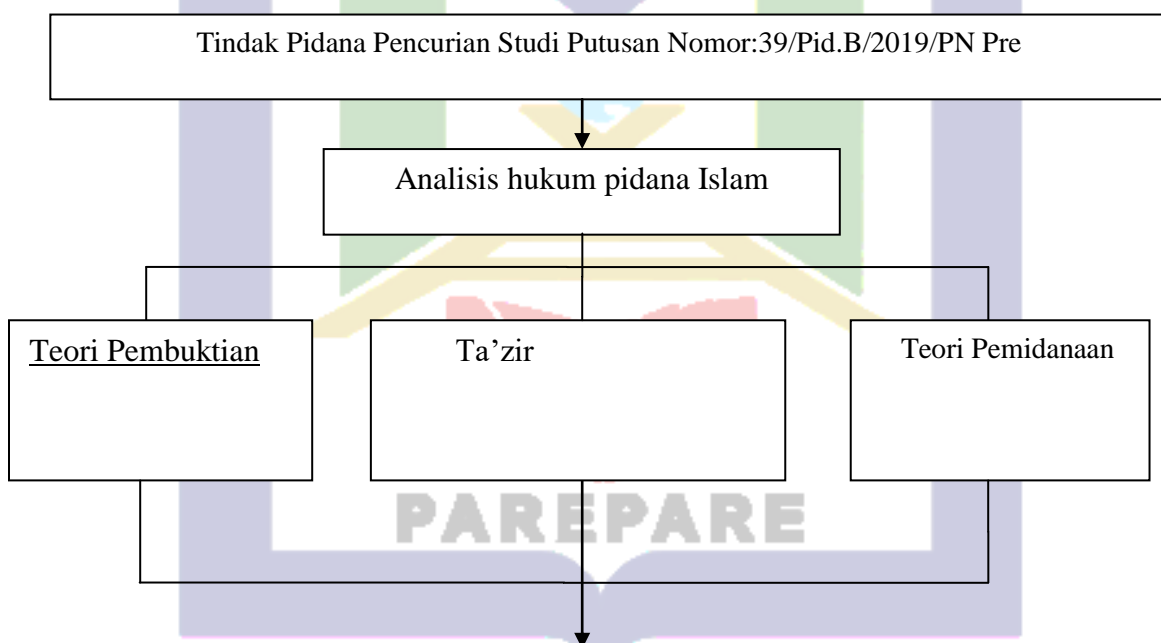 Tindak Pidana Pencurian Studi Putusan Nomor:39/Pid.B/2019/PN Pre
Analisis hukum pidana Islam
Teori Pembuktian
Ta’zir
Teori Pemidanaan
PAREPARE